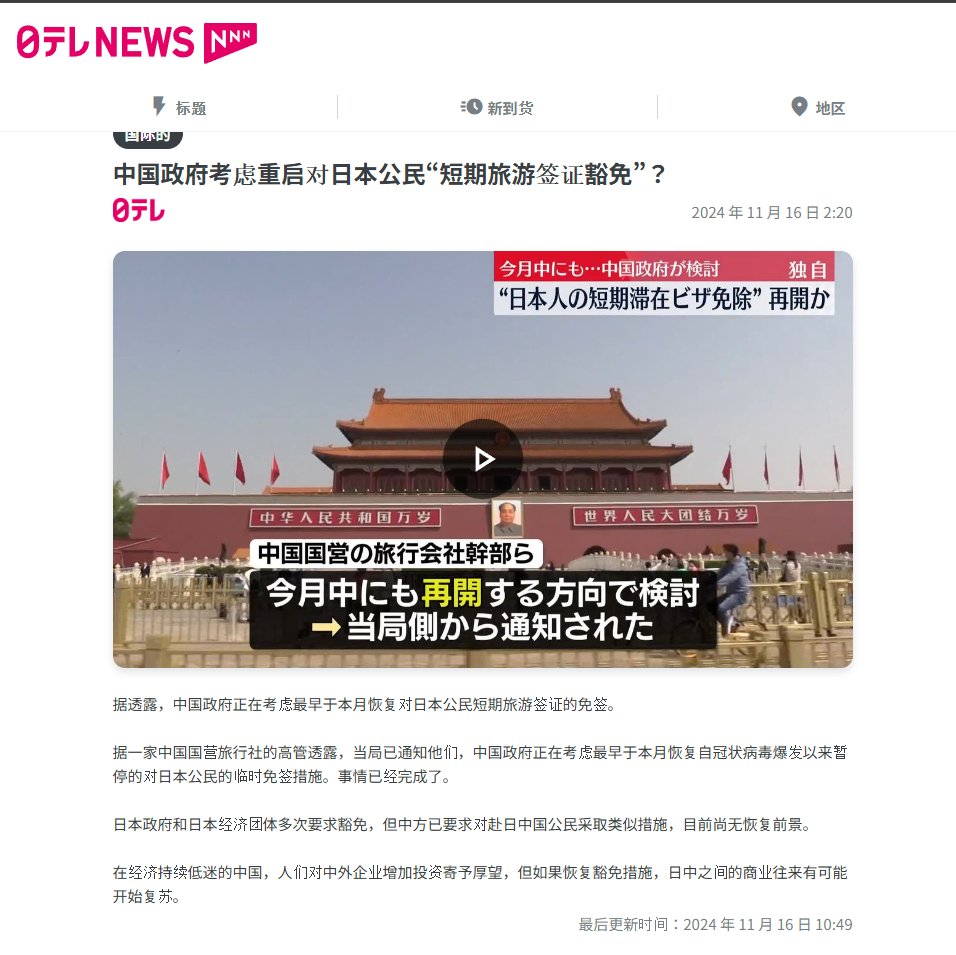 日テレNEWS NNN
标题
新到货
地区
国际的
中国政府考虑重启对日本公民“短期旅游签证豁免”？
日テレ
2024 年 11 月 16 日 2:20
今月中にも…中国政府が検討 独自
“日本人の短期滞在ビザ免除” 再開か
中华人民共和国万岁
世界人民大团结万岁
中国国営の旅行会社幹部ら
今月中にも再開する方向で検討
➡当局側から通知された
据透露，中国政府正在考虑最早于本月恢复对日本公民短期旅游签证的免签。
据一家中国国营旅行社的高管透露，当局已通知他们，中国政府正在考虑最早于本月恢复自冠状病毒爆发以来暂
停的对日本公民的临时免签措施。事情已经完成了。
日本政府和日本经济团体多次要求豁免，但中方已要求对赴日中国公民采取类似措施，目前尚无恢复前景。
在经济持续低迷的中国，人们对中外企业增加投资寄予厚望，但如果恢复豁免措施，日中之间的商业往来有可能
开始复苏。
最后更新时间：2024 年 11 月 16 日 10:49